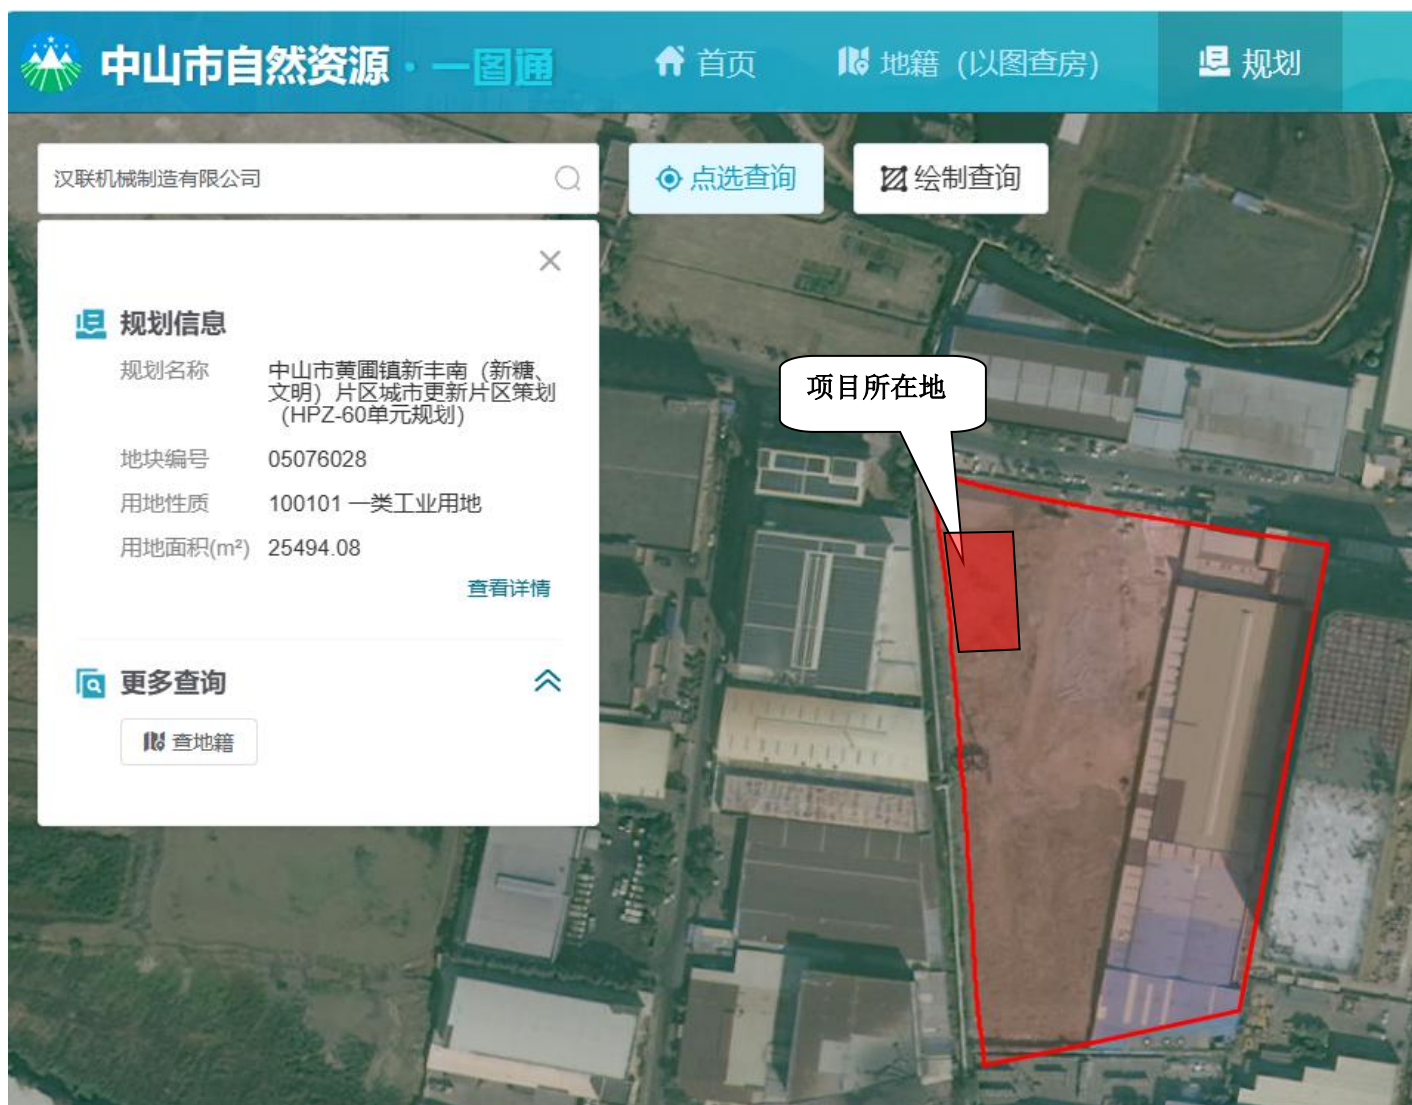 中山市自然资源·一图通
首页
地籍（以图查房）
规划
汉联机械制造有限公司
点选查询
绘制查询
规划信息
规划名称
中山市黄圃镇新丰南（新糖、
文明）片区城市更新片区策划
（HPZ-60单元规划）
地块编号 05076028
用地性质 100101 一类工业用地
用地面积(m²) 25494.08
查看详情
更多查询
查地籍
项目所在地